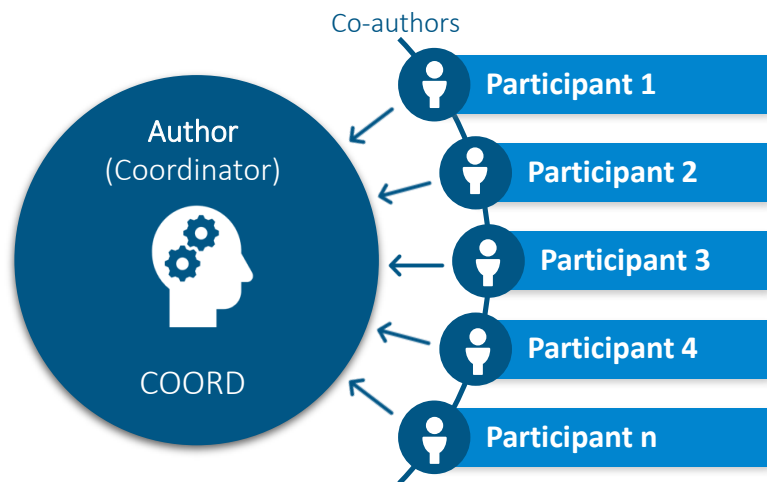 Co-authors
Author
(Coordinator)
COORD
Participant 1
Participant 2
Participant 3
Participant 4
Participant n